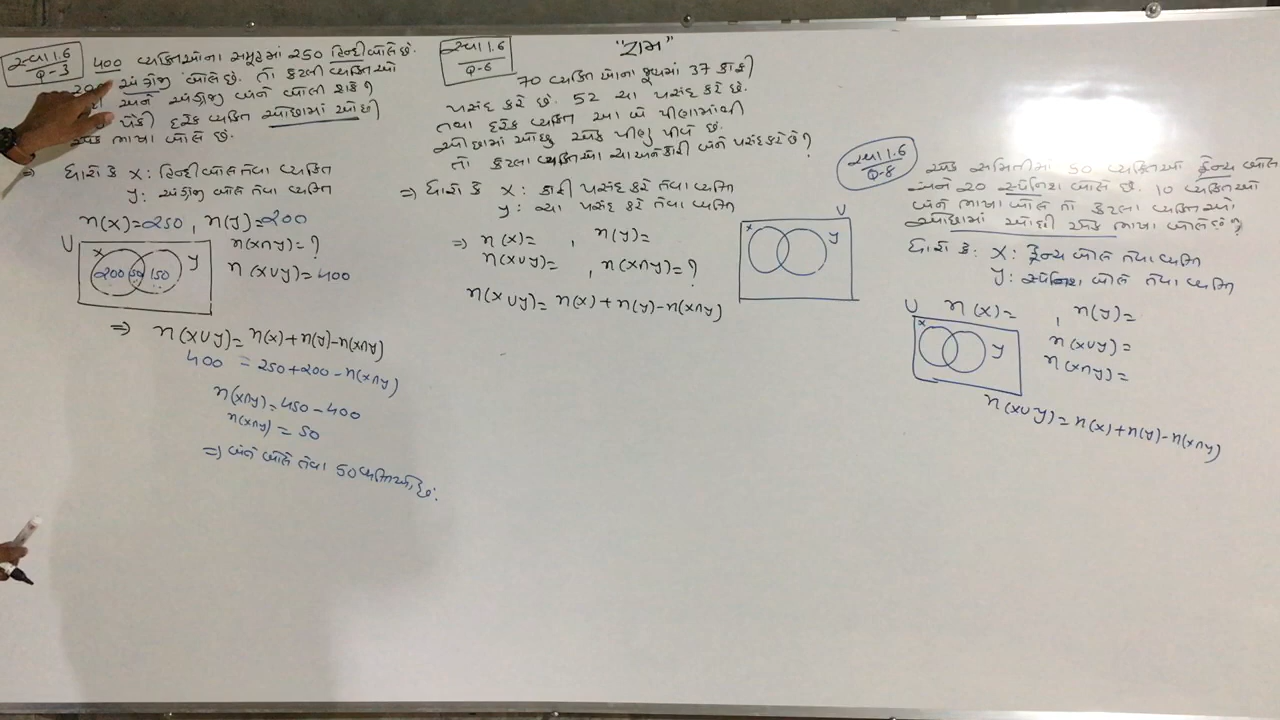 સ્વા 1.6
Q-3
400 વ્યક્તિઓના સમૂહમાં 250 હિન્દી બોલે છે.
અંગ્રેજી બોલે છે. તો કેટલી વ્યક્તિઓ
અને અંગ્રેજી બંને બોલી શકે?
પૈકી દરેક વ્યક્તિ ઓછામાં ઓછી
એક ભાષા બોલે છે.
⇒ ધારો કે X: હિન્દી બોલે તેવા વ્યક્તિ
y: અંગ્રેજી બોલે તેવા વ્યક્તિ
n(x)=250, n(y)=200
n(x∩y)=?
n(x∪y)=400
U
x
y
200 50 150
⇒ n(x∪y)=n(x)+n(y)-n(x∩y)
400 = 250+200-n(x∩y)
n(x∩y)=450-400
n(x∩y)=50
⇒ બંને બોલે તેવા 50 વ્યક્તિઓ છે.
સ્વા 1.6
Q-6
"રામ"
70 વ્યક્તિઓના જૂથમાં 37 કોફી
પસંદ કરે છે. 52 ચા પસંદ કરે છે.
તથા દરેક વ્યક્તિ આ બે પીણામાંથી
ઓછામાં ઓછુ એક પીણુ પીવે છે.
તો કેટલા વ્યક્તિઓ ચા અને કોફી બંને પસંદ કરે છે?
⇒ ધારો કે X: કોફી પસંદ કરે તેવા વ્યક્તિ
y: ચા પસંદ કરે તેવા વ્યક્તિ
⇒ n(x)= , n(y)=
n(x∪y)= , n(x∩y)=?
n(x∪y)=n(x)+n(y)-n(x∩y)
U
x
y
સ્વા 1.6
Q-8
એક સમિતીમાં 50 વ્યક્તિઓ ફ્રેન્ચ બોલે
અને 20 સ્પેનિશ બોલે છે. 10 વ્યક્તિઓ
બંને ભાષા બોલે તો કેટલા વ્યક્તિઓ
ઓછામાં ઓછી એક ભાષા બોલે છે?
ધારો કે: X: ફ્રેન્ચ બોલે તેવા વ્યક્તિ
y: સ્પેનિશ બોલે તેવા વ્યક્તિ
U
x
y
n(x)= , n(y)=
n(x∪y)=
n(x∩y)=
n(x∪y)=n(x)+n(y)-n(x∩y)